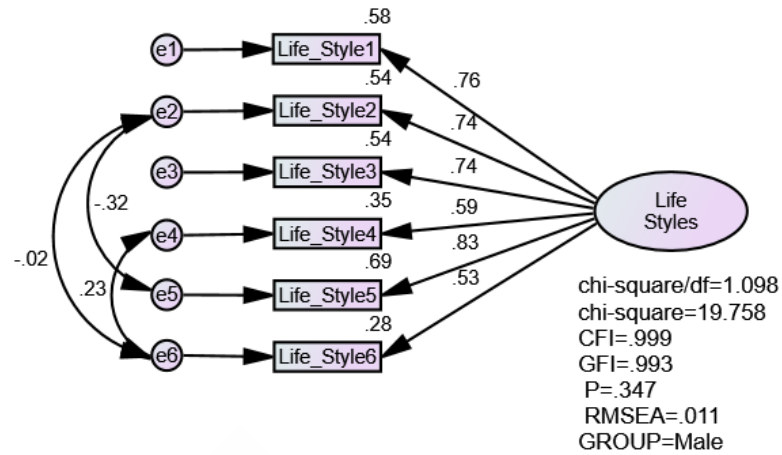 .58
e1
Life_Style1
.76
.54
e2
Life_Style2
.74
.54
e3
Life_Style3
.74
.35
-.32
e4
Life_Style4
.59
Life
Styles
-.02
.23
.69
e5
Life_Style5
.83
.28
e6
Life_Style6
.53
chi-square/df=1.098
chi-square=19.758
CFI=.999
GFI=.993
P=.347
RMSEA=.011
GROUP=Male